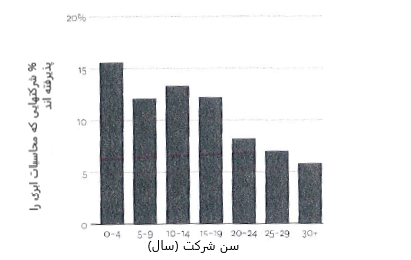 % شرکتهایی که محاسبات ابری را
پذیرفته اند
20%
15
10
5
0
0-4 5-9 10-14 15-19 20-24 25-29 30+
سن شرکت (سال)